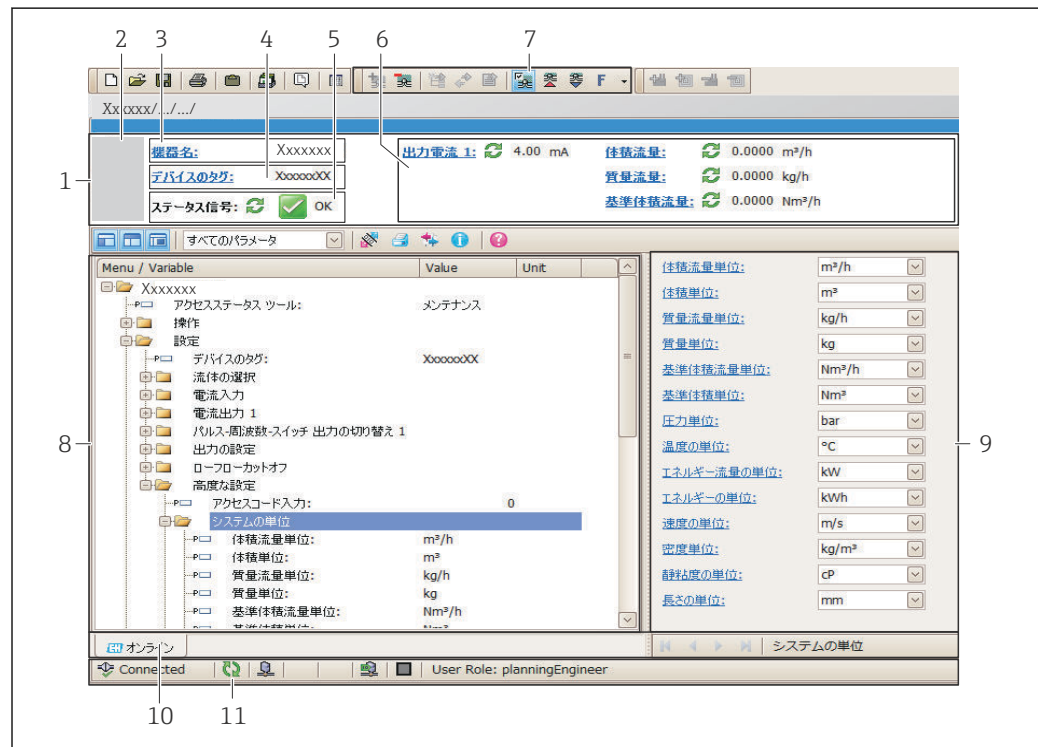 2 3 4 5 6 7
F
Xxxxxx/.../.../
1
機器名: Xxxxxxx
デバイスのタグ: XxxxxxXX
ステータス信号: OK
出力電流 1: 4.00 mA
体積流量: 0.0000 m³/h
質量流量: 0.0000 kg/h
基準体積流量: 0.0000 Nm³/h
すべてのパラメータ
Menu / Variable Value Unit
Xxxxxxx
アクセスステータス ツール: メンテナンス
操作
設定
デバイスのタグ: XxxxxxXX
流体の選択
電流入力
電流出力 1
パルス-周波数-スイッチ 出力の切り替え 1
8
出力の設定
ローフローカットオフ
高度な設定
アクセスコード入力: 0
システムの単位
体積流量単位: m³/h
体積単位: m³
質量流量単位: kg/h
質量単位: kg
基準体積流量単位: Nm³/h
体積流量単位: m³/h
体積単位: m³
質量流量単位: kg/h
質量単位: kg
基準体積流量単位: Nm³/h
基準体積単位: Nm³
圧力単位: bar
温度の単位: °C
9
エネルギー流量の単位: kW
エネルギーの単位: kWh
速度の単位: m/s
密度単位: kg/m³
静粘度の単位: cP
長さの単位: mm
オンライン
システムの単位
Connected User Role: planningEngineer
10 11